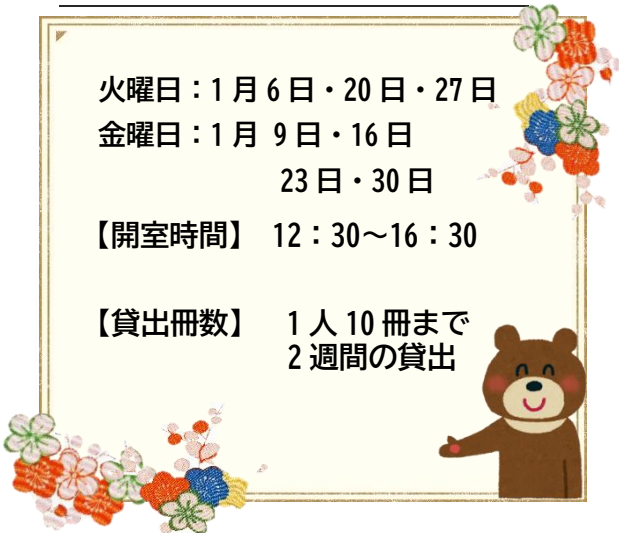 火曜日：1月6日・20日・27日
金曜日：1月 9日・16日
23日・30日
【開室時間】 12：30～16：30
【貸出冊数】 1人10冊まで
2週間の貸出